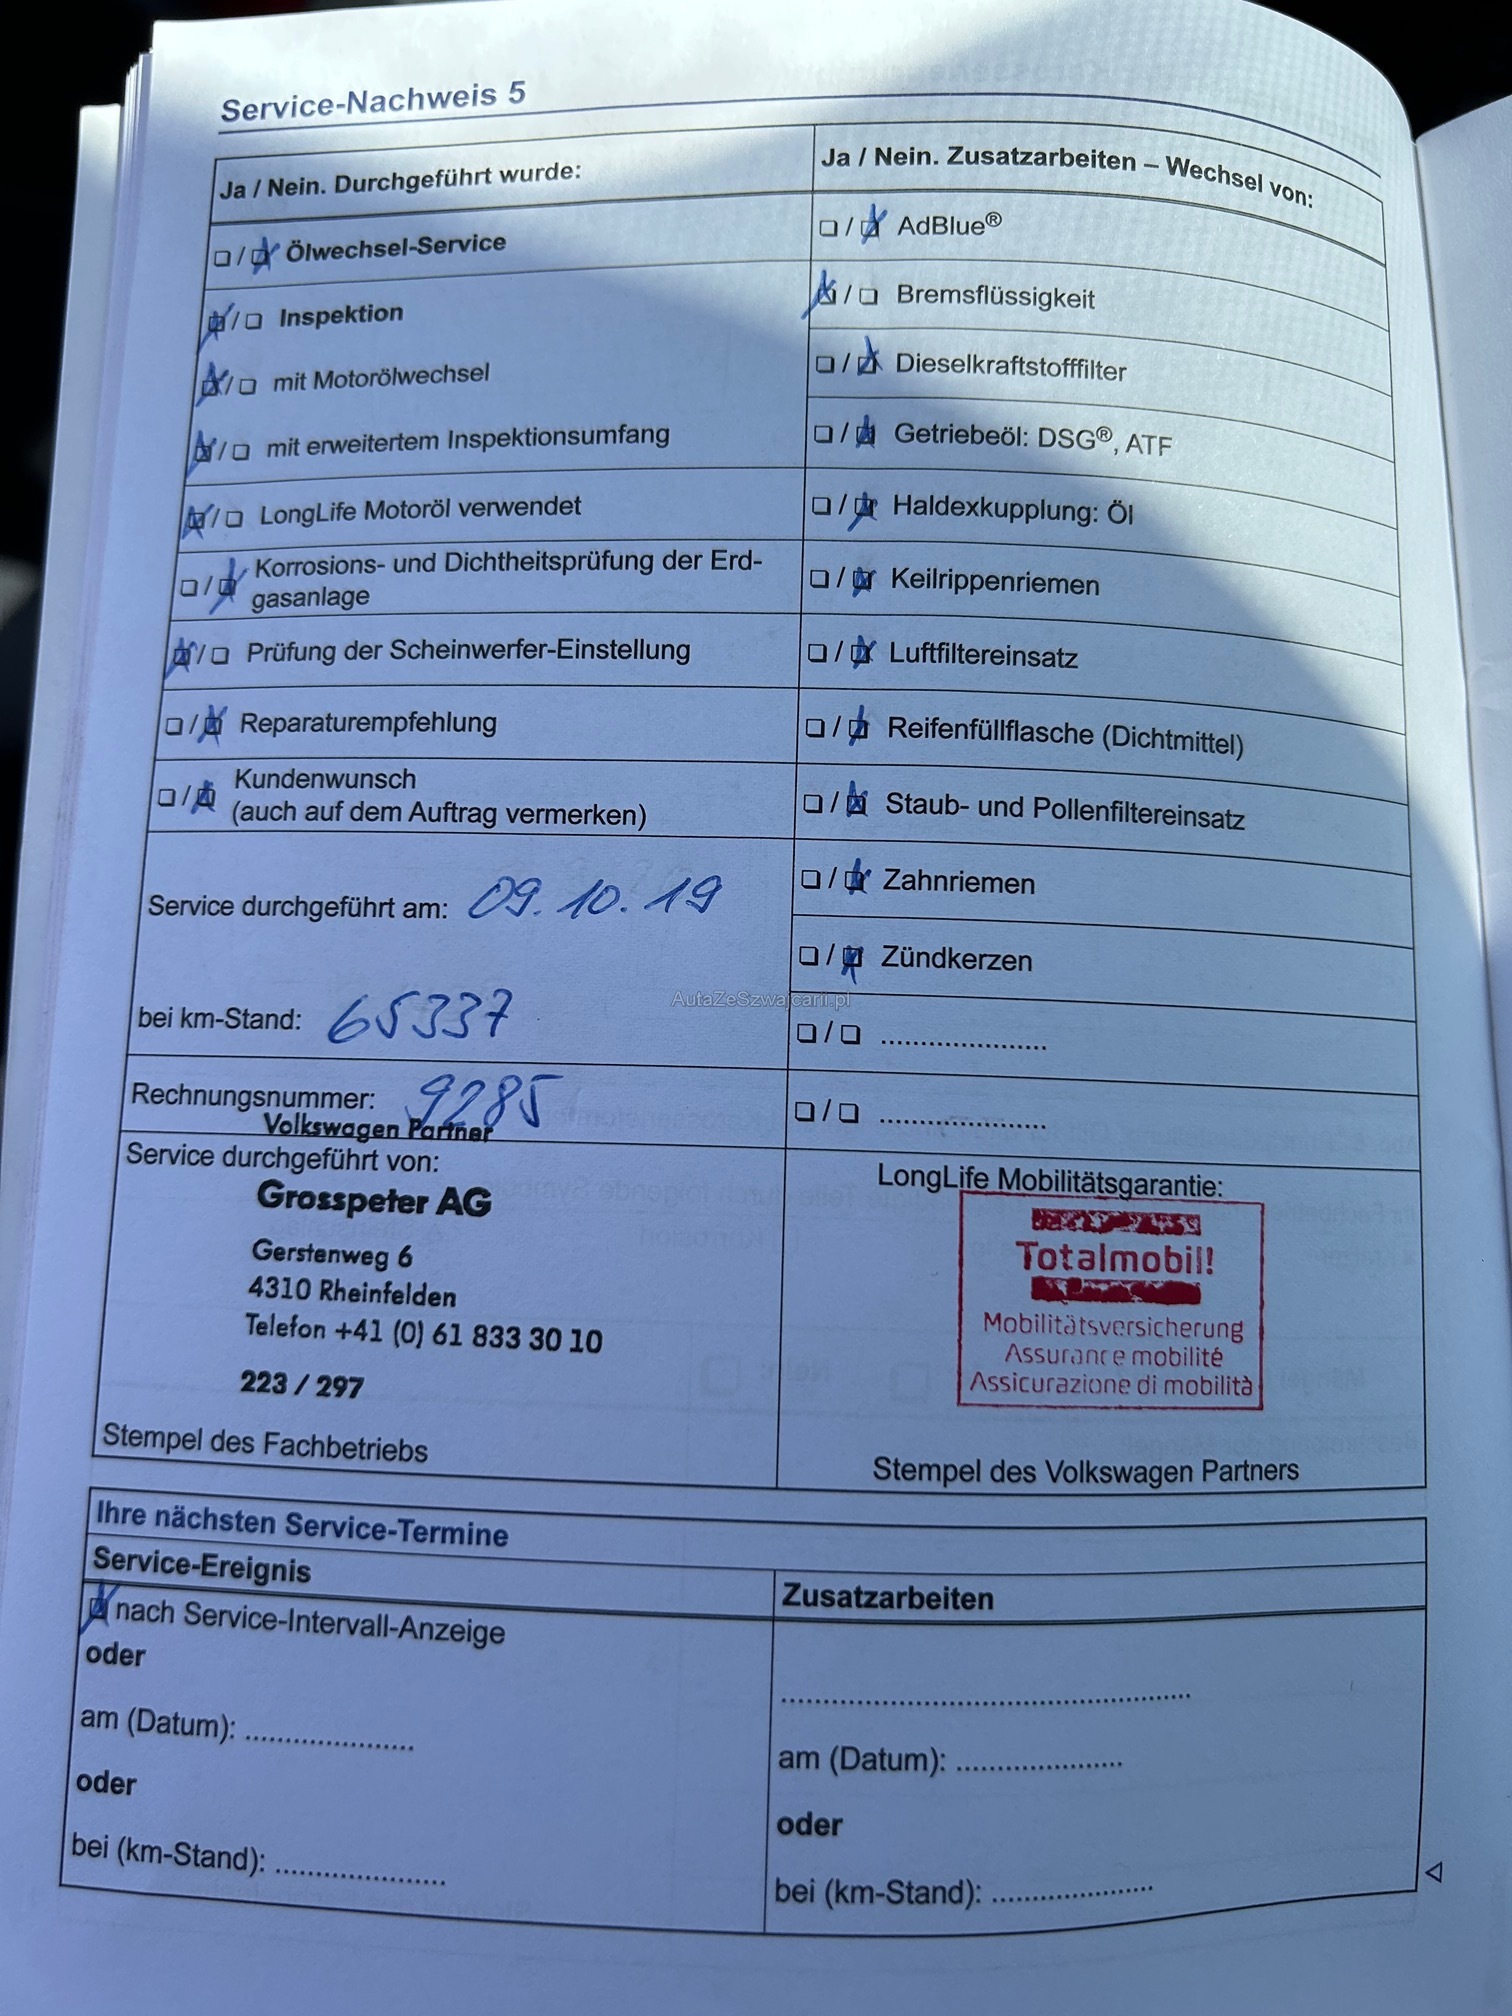 Service-Nachweis 5
Ja / Nein. Durchgeführt wurde:
❏ / ☒ Ölwechsel-Service
☒ / ❏ Inspektion
☒ / ❏ mit Motorölwechsel
☒ / ❏ mit erweitertem Inspektionsumfang
☒ / ❏ LongLife Motoröl verwendet
❏ / ☒ Korrosions- und Dichtheitsprüfung der Erd-
gasanlage
☒ / ❏ Prüfung der Scheinwerfer-Einstellung
❏ / ☒ Reparaturempfehlung
❏ / ☒ Kundenwunsch
(auch auf dem Auftrag vermerken)
Service durchgeführt am: 09.10.19
bei km-Stand: 65337
Rechnungsnummer: 9285
Volkswagen Partner
Service durchgeführt von:
Grosspeter AG
Gerstenweg 6
4310 Rheinfelden
Telefon +41 (0) 61 833 30 10
223 / 297
Stempel des Fachbetriebs
Ja / Nein. Zusatzarbeiten – Wechsel von:
❏ / ☒ AdBlue®
☒ / ❏ Bremsflüssigkeit
❏ / ☒ Dieselkraftstofffilter
❏ / ☒ Getriebeöl: DSG®, ATF
❏ / ☒ Haldexkupplung: Öl
❏ / ☒ Keilrippenriemen
❏ / ☒ Luftfiltereinsatz
❏ / ☒ Reifenfüllflasche (Dichtmittel)
❏ / ☒ Staub- und Pollenfiltereinsatz
❏ / ☒ Zahnriemen
❏ / ☒ Zündkerzen
❏ / ❏ .....................
❏ / ❏ .....................
LongLife Mobilitätsgarantie:
Totalmobil!
Mobilitätsversicherung
Assurance mobilité
Assicurazione di mobilità
Stempel des Volkswagen Partners
AutaZeSzwajcarii.pl
Ihre nächsten Service-Termine
Service-Ereignis
☒ nach Service-Intervall-Anzeige
oder
am (Datum): .....................
oder
bei (km-Stand): .....................
Zusatzarbeiten
...................................................
am (Datum): .....................
oder
bei (km-Stand): ....................